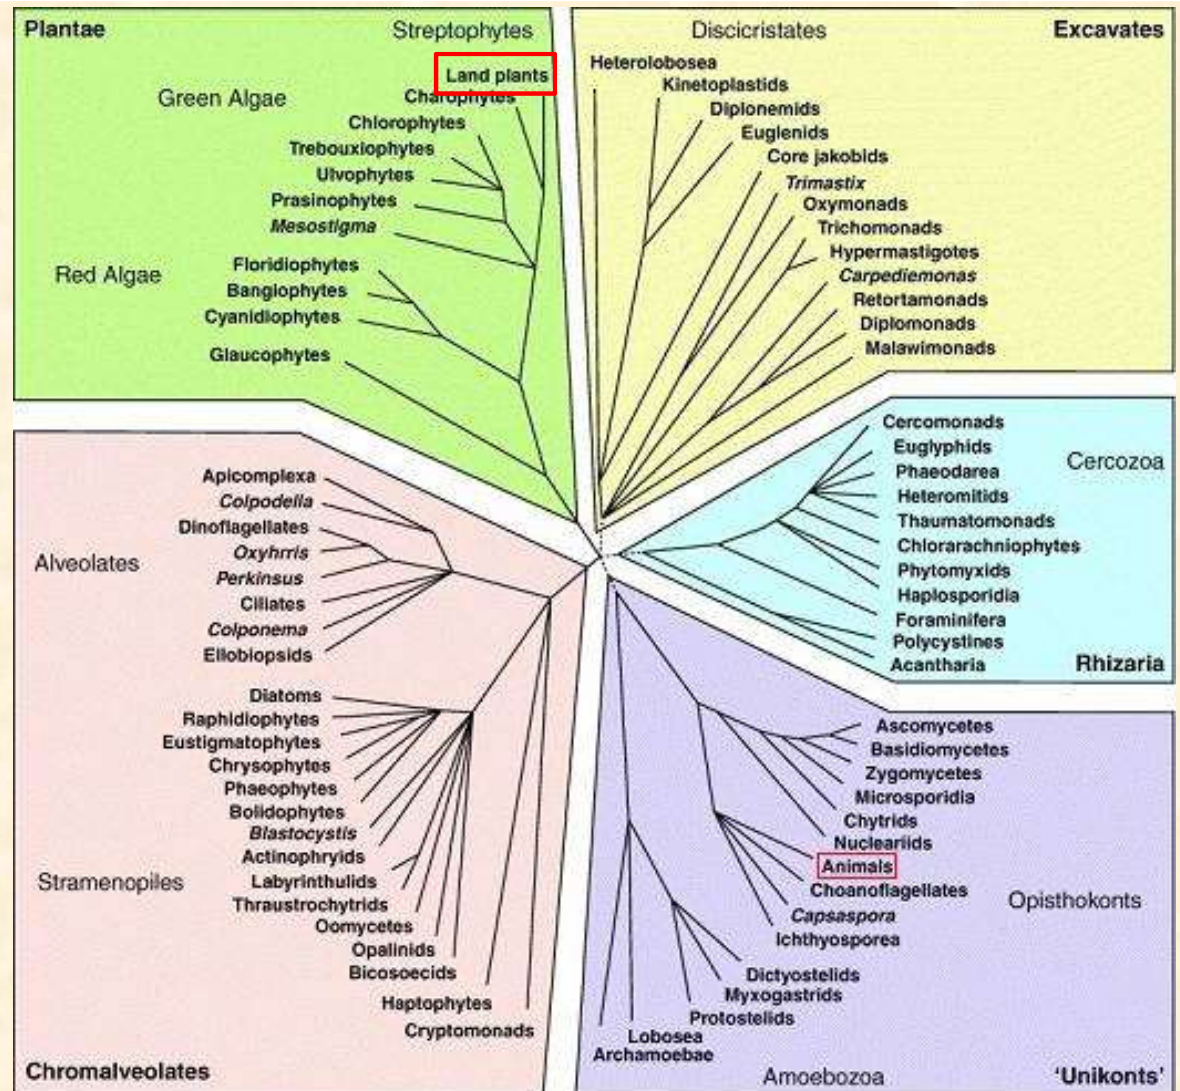 Plantae
Streptophytes
Land plants
Green Algae
Charophytes
Chlorophytes
Trebouxiophytes
Ulvophytes
Prasinophytes
Mesostigma
Red Algae
Floridiophytes
Bangiophytes
Cyanidiophytes
Glaucophytes
Discicristates
Excavates
Heterolobosea
Kinetoplastids
Diplonemids
Euglenids
Core jakobids
Trimastix
Oxymonads
Trichomonads
Hypermastigotes
Carpediemonas
Retortamonads
Diplomonads
Malawimonads
Cercomonads
Euglyphids
Cercozoa
Phaeodarea
Heteromitids
Thaumatomonads
Chlorarachniophytes
Phytomyxids
Haplosporidia
Foraminifera
Polycystines
Acantharia
Rhizaria
Apicomplexa
Colpodella
Dinoflagellates
Oxyhrris
Alveolates
Perkinsus
Ciliates
Colponema
Ellobiopsids
Diatoms
Raphidiophytes
Eustigmatophytes
Chrysophytes
Phaeophytes
Bolidophytes
Blastocystis
Actinophryids
Labyrinthulids
Stramenopiles
Thraustrochytrids
Oomycetes
Opalinids
Bicosoecids
Haptophytes
Cryptomonads
Chromalveolates
Ascomycetes
Basidiomycetes
Zygomycetes
Microsporidia
Chytrids
Nucleariids
Animals
Choanoflagellates
Opisthokonts
Capsaspora
Ichthyosporea
Dictyostelids
Myxogastrids
Protostelids
Lobosea
Archamoebae
Amoebozoa
'Unikonts'